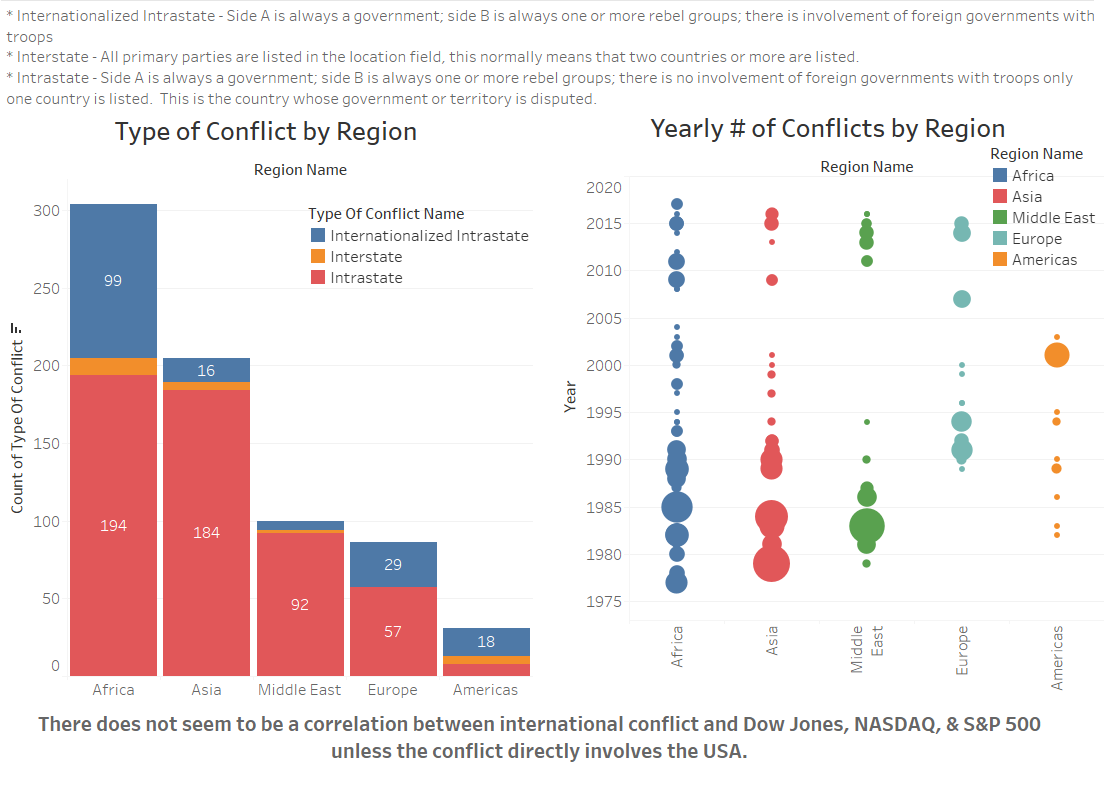 * Internationalized Intrastate - Side A is always a government; side B is always one or more rebel groups; there is involvement of foreign governments with
troops
* Interstate - All primary parties are listed in the location field, this normally means that two countries or more are listed.
* Intrastate - Side A is always a government; side B is always one or more rebel groups; there is no involvement of foreign governments with troops only
one country is listed.  This is the country whose government or territory is disputed.
Type of Conflict by Region
Region Name
Type Of Conflict Name
Internationalized Intrastate
Interstate
Intrastate
Count of Type Of Conflict
300
250
200
150
100
50
0
99
194
16
184
92
29
57
18
Africa
Asia
Middle East
Europe
Americas
Yearly # of Conflicts by Region
Region Name
Region Name
Africa
Asia
Middle East
Europe
Americas
Year
2020
2015
2010
2005
2000
1995
1990
1985
1980
1975
Africa
Asia
Middle
East
Europe
Americas
There does not seem to be a correlation between international conflict and Dow Jones, NASDAQ, & S&P 500
unless the conflict directly involves the USA.